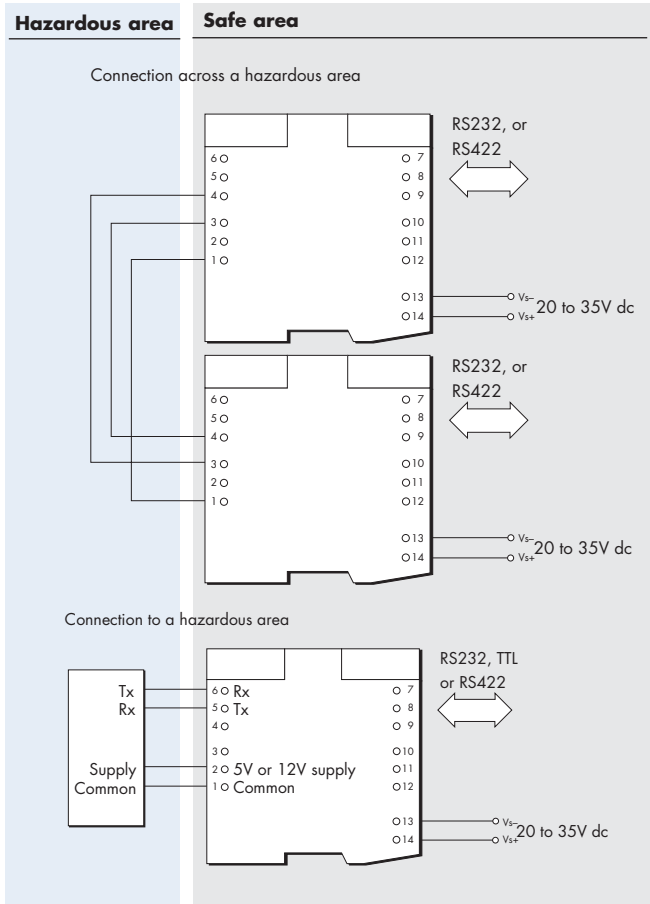 Hazardous area Safe area
Connection across a hazardous area
RS232, or
RS422
6 7
5 8
4 9
3 10
2 11
1 12
13 Vs–
14 Vs+
20 to 35V dc
RS232, or
RS422
6 7
5 8
4 9
3 10
2 11
1 12
13 Vs–
14 Vs+
20 to 35V dc
Connection to a hazardous area
RS232, TTL
or RS422
Tx 6 Rx 7
Rx 5 Tx 8
4 9
3 10
Supply 2 5V or 12V supply 11
Common 1 Common 12
13 Vs–
14 Vs+
20 to 35V dc